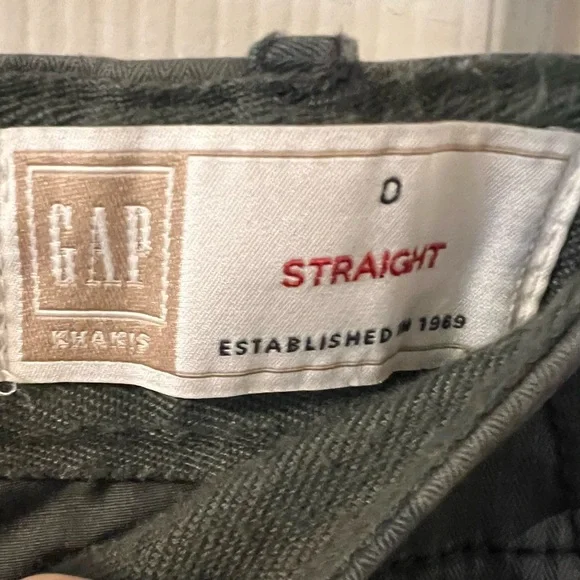 GAP
KHAKIS
0
STRAIGHT
ESTABLISHED IN 1969